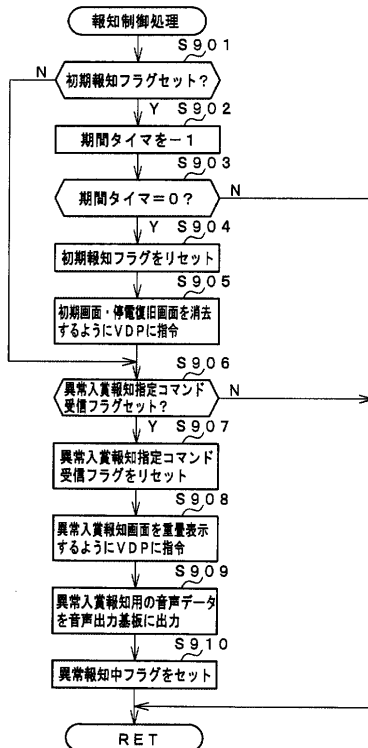 報知制御処理
S901
初期報知フラグセット?
N
Y
S902
期間タイマを−1
S903
期間タイマ=0?
N
Y
S904
初期報知フラグをリセット
S905
初期画面・停電復旧画面を消去
するようにVDPに指令
S906
異常入賞報知指定コマンド
受信フラグセット?
N
Y
S907
異常入賞報知指定コマンド
受信フラグをリセット
S908
異常入賞報知画面を重畳表示
するようにVDPに指令
S909
異常入賞報知用の音声データ
を音声出力基板に出力
S910
異常報知中フラグをセット
RET